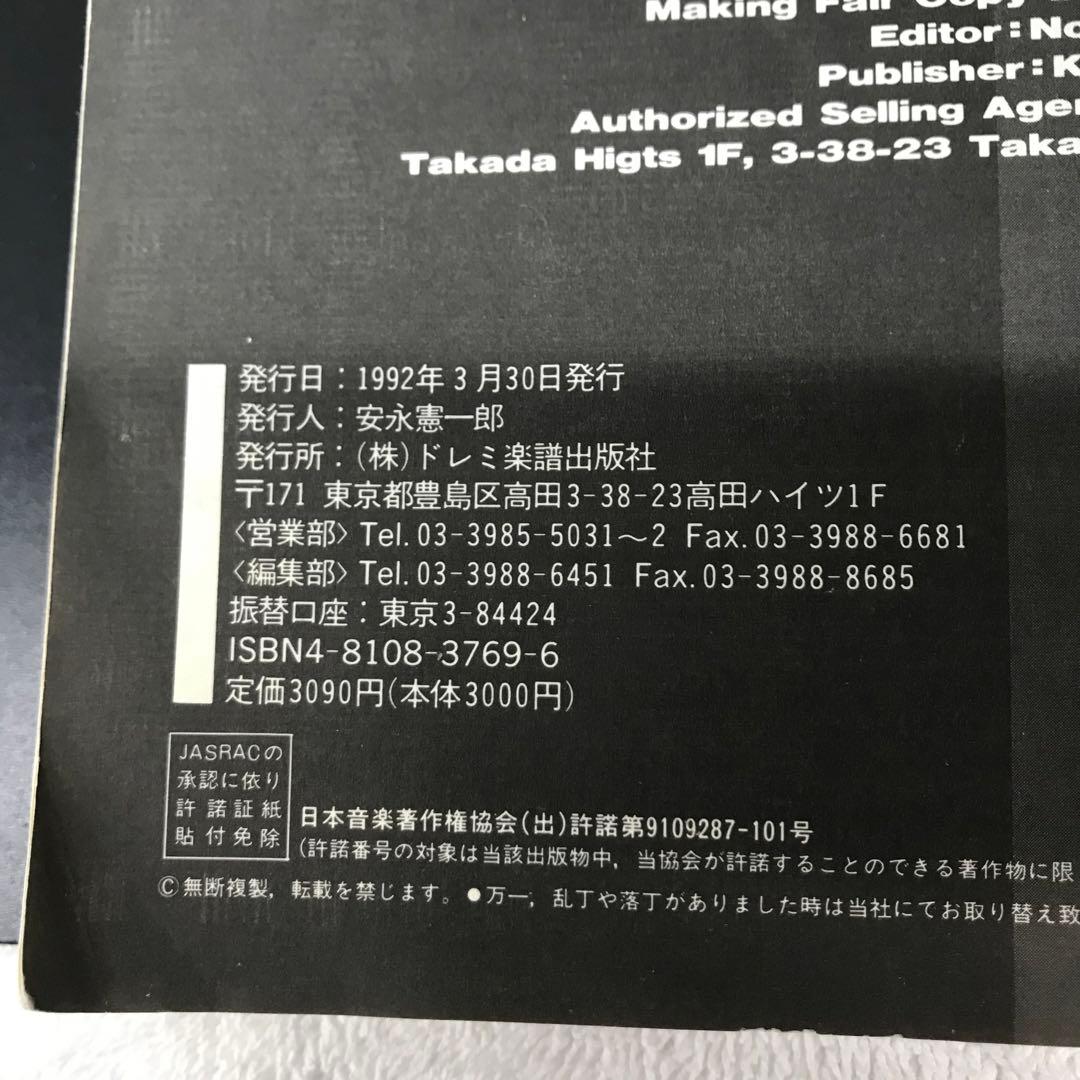 Making Fair Copy
Editor:No
Publisher:K
Authorized Selling Age
Takada Higts 1F, 3-38-23 Taka
発行日：1992年3月30日発行
発行人：安永憲一郎
発行所：(株)ドレミ楽譜出版社
〒171 東京都豊島区高田3-38-23高田ハイツ1F
〈営業部〉Tel.03-3985-5031〜2 Fax.03-3988-6681
〈編集部〉Tel.03-3988-6451 Fax.03-3988-8685
振替口座：東京3-84424
ISBN4-8108-3769-6
定価3090円(本体3000円)
JASRACの
承認に依り
許諾証紙
貼付免除
日本音楽著作権協会(出)許諾第9109287-101号
(許諾番号の対象は当該出版物中，当協会が許諾することのできる著作物に限
Ⓒ無断複製，転載を禁じます。●万一，乱丁や落丁がありました時は当社にてお取り替え致